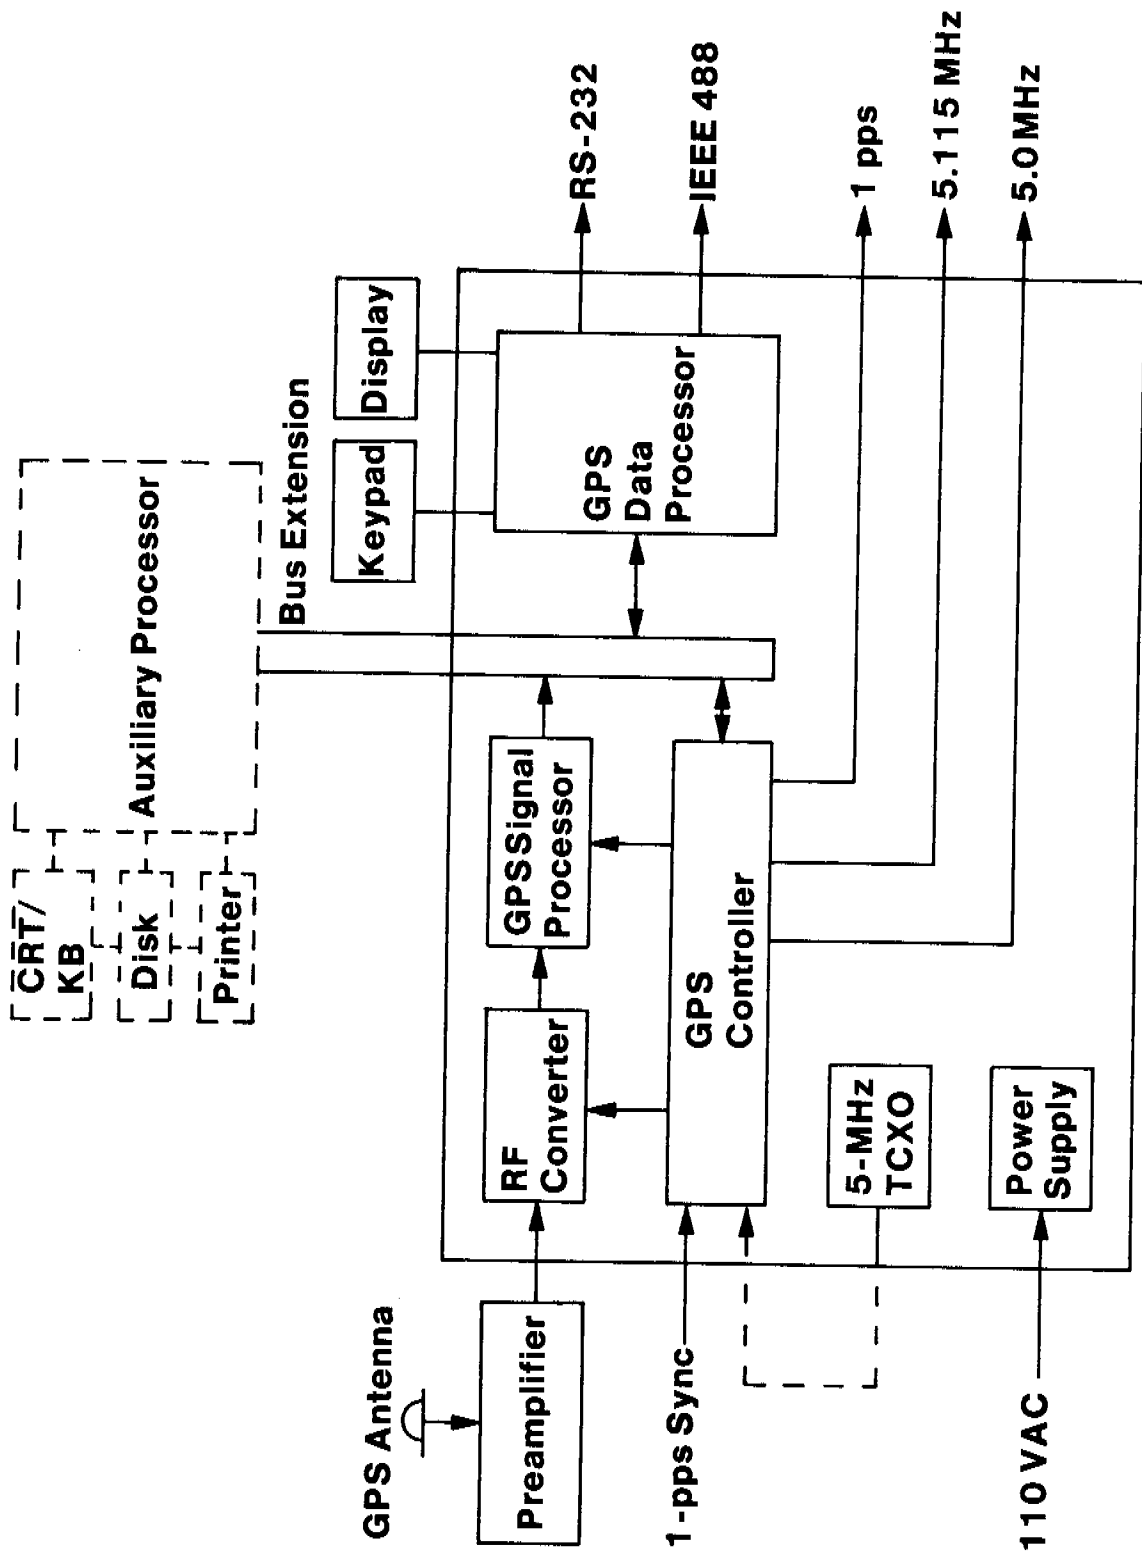 CRT/
KB
Disk
Printer
Auxiliary Processor
Bus Extension
GPS Antenna
Preamplifier
RF
Converter
GPS Signal
Processor
Keypad
Display
GPS
Data
Processor
RS-232
IEEE 488
1-pps Sync
GPS
Controller
1 pps
5-MHz
TCXO
5.115 MHz
110 VAC
Power
Supply
5.0 MHz